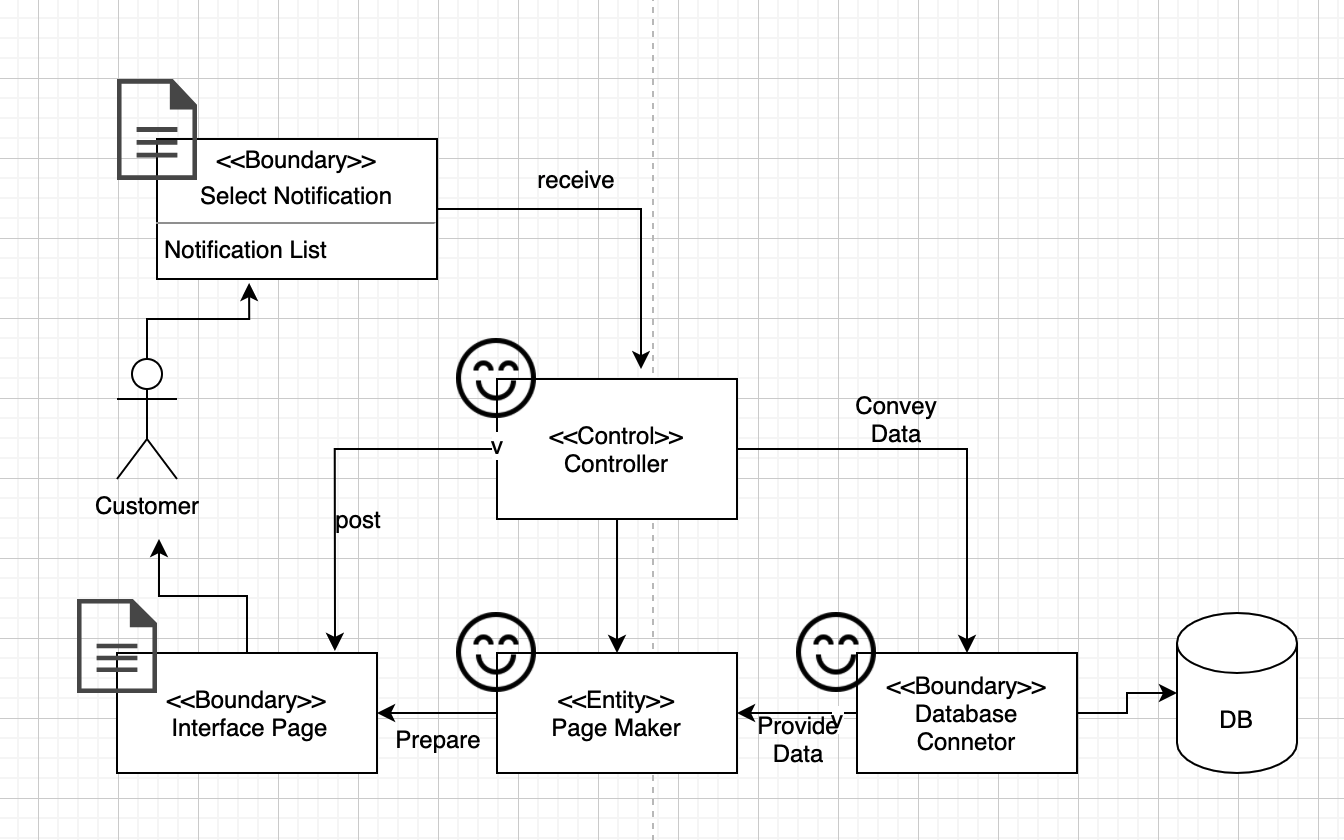 <<Boundary>>
Select Notification
Notification List
receive
Customer
<<Control>>
Controller
v
Convey
Data
post
<<Boundary>>
Interface Page
Prepare
<<Entity>>
Page Maker
Provide
Data
v
<<Boundary>>
Database
Connetor
DB